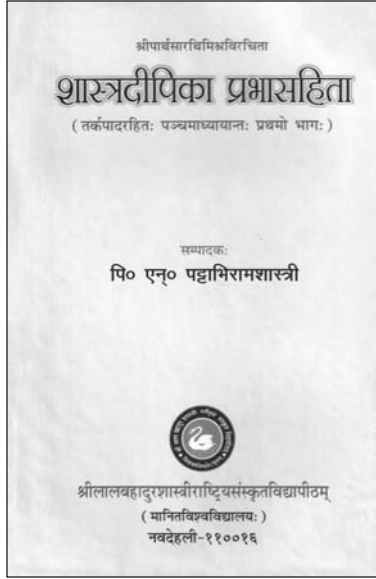 श्रीपार्थसारथिमिश्रविरचिता
शास्त्रदीपिका प्रभासहिता
( तर्कपादरहितः पञ्चमाध्यायान्तः प्रथमो भागः )
सम्पादकः
पि० एन्० पट्टाभिरामशास्त्री
श्रीलालबहादुरशास्त्रीराष्ट्रियसंस्कृतविद्यापीठम्
( मानितविश्वविद्यालयः )
नवदेहली-११००१६